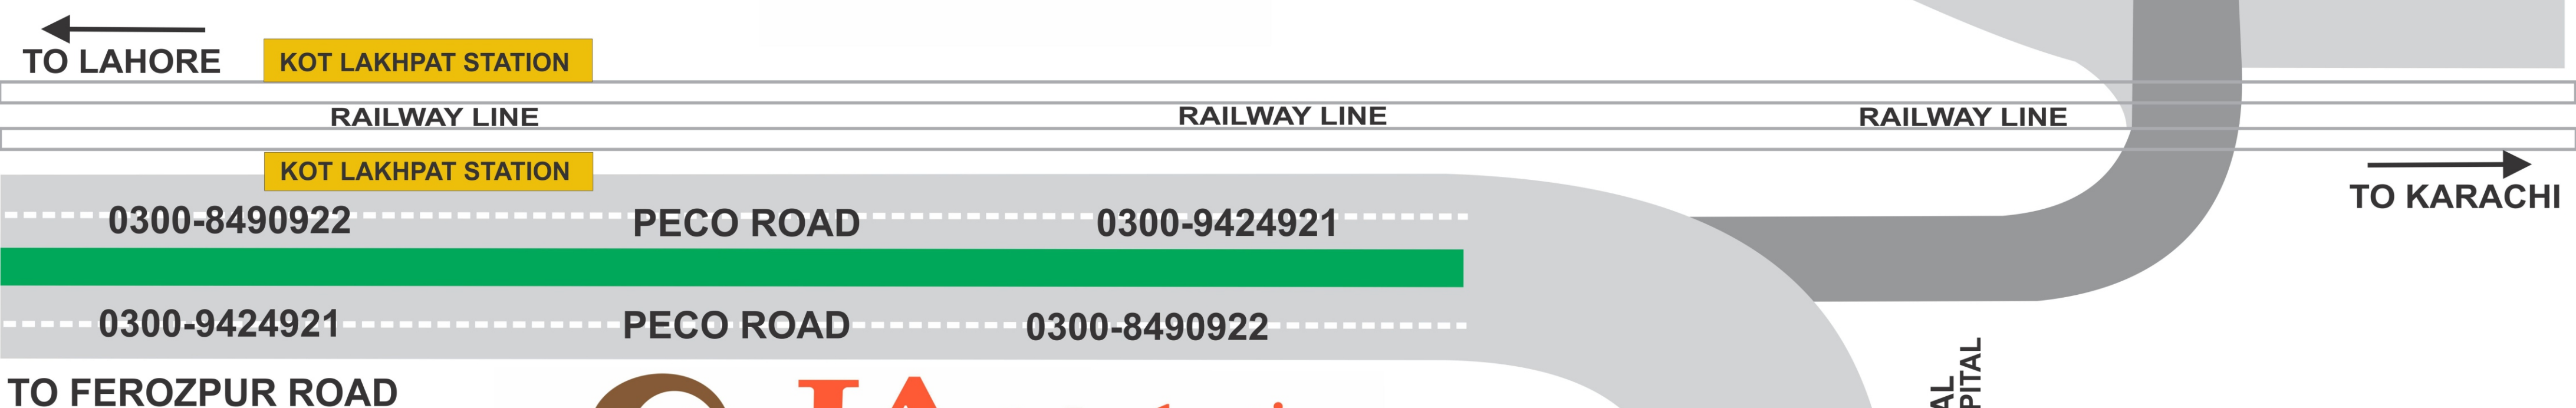 TO LAHORE
KOT LAKHPAT STATION
RAILWAY LINE
RAILWAY LINE
RAILWAY LINE
KOT LAKHPAT STATION
TO KARACHI
0300-8490922
PECO ROAD
0300-9424921
0300-9424921
PECO ROAD
0300-8490922
TO FEROZPUR ROAD